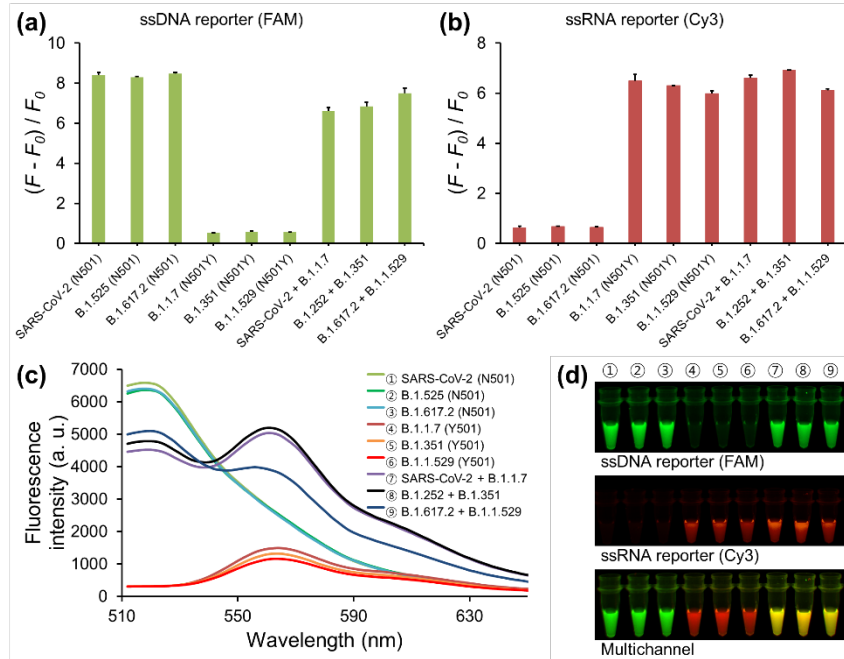 (a)
ssDNA reporter (FAM)
(F - F0) / F0
10
8
6
4
2
0
SARS-CoV-2 (N501)
B.1.525 (N501)
B.1.617.2 (N501)
B.1.1.7 (N501Y)
B.1.351 (N501Y)
B.1.1.529 (N501Y)
SARS-CoV-2 + B.1.1.7
B.1.252 + B.1.351
B.1.617.2 + B.1.1.529
(b)
ssRNA reporter (Cy3)
(F - F0) / F0
8
6
4
2
0
SARS-CoV-2 (N501)
B.1.525 (N501)
B.1.617.2 (N501)
B.1.1.7 (N501Y)
B.1.351 (N501Y)
B.1.1.529 (N501Y)
SARS-CoV-2 + B.1.1.7
B.1.252 + B.1.351
B.1.617.2 + B.1.1.529
(c)
Fluorescence
intensity (a. u.)
7000
6000
5000
4000
3000
2000
1000
0
510
550
590
630
Wavelength (nm)
① SARS-CoV-2 (N501)
② B.1.525 (N501)
③ B.1.617.2 (N501)
④ B.1.1.7 (Y501)
⑤ B.1.351 (Y501)
⑥ B.1.1.529 (Y501)
⑦ SARS-CoV-2 + B.1.1.7
⑧ B.1.252 + B.1.351
⑨ B.1.617.2 + B.1.1.529
(d)
① ② ③ ④ ⑤ ⑥ ⑦ ⑧ ⑨
ssDNA reporter (FAM)
ssRNA reporter (Cy3)
Multichannel